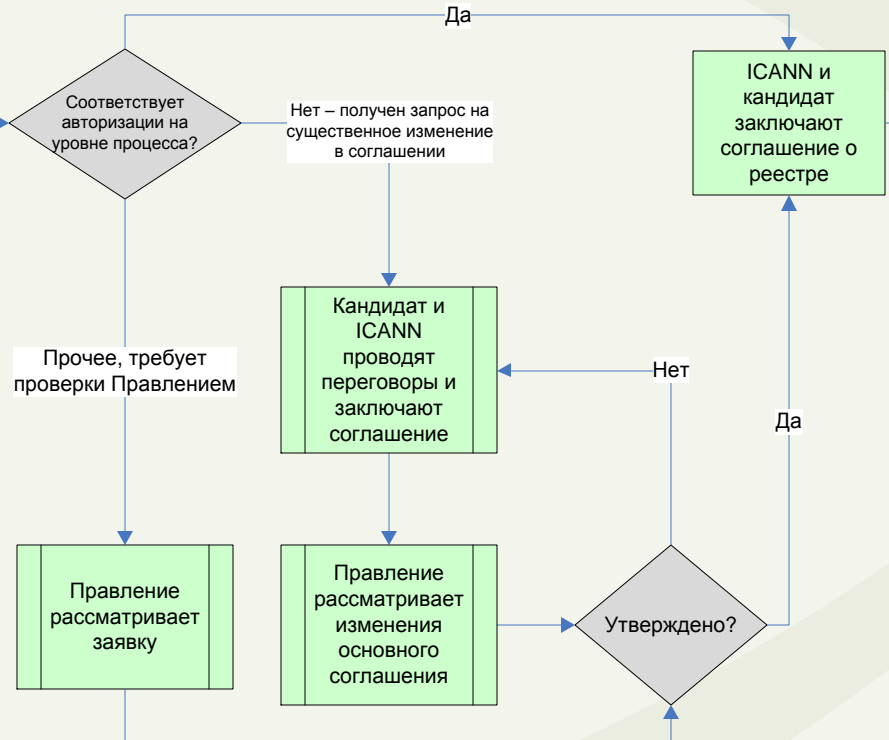 Да
Соответствует
авторизации на
уровне процесса?
Нет – получен запрос на
существенное изменение
в соглашении
ICANN и
кандидат
заключают
соглашение о
реестре
Прочее, требует
проверки Правлением
Кандидат и
ICANN
проводят
переговоры и
заключают
соглашение
Нет
Да
Правление
рассматривает
заявку
Правление
рассматривает
изменения
основного
соглашения
Утверждено?